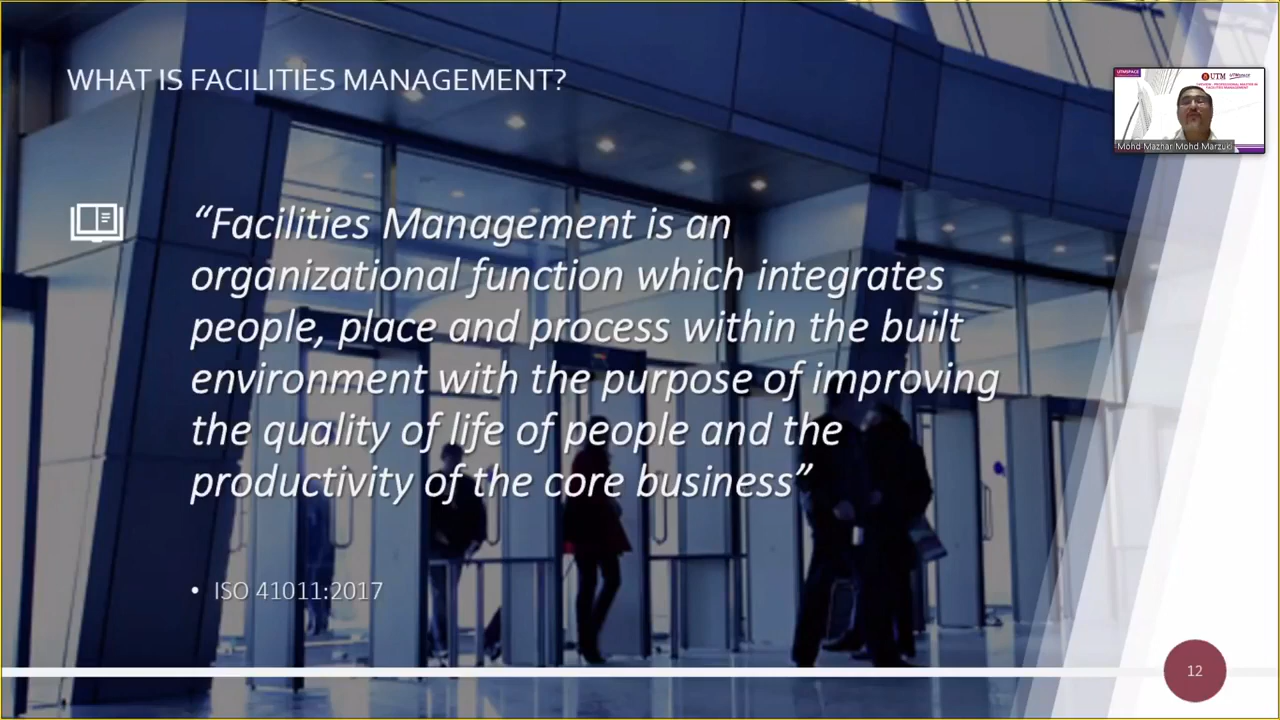 WHAT IS FACILITIES MANAGEMENT?
“Facilities Management is an
organizational function which integrates
people, place and process within the built
environment with the purpose of improving
the quality of life of people and the
productivity of the core business”
• ISO 41011:2017
12
UTMSPACE
UTM
Mohd Mazhar Mohd Marzuki